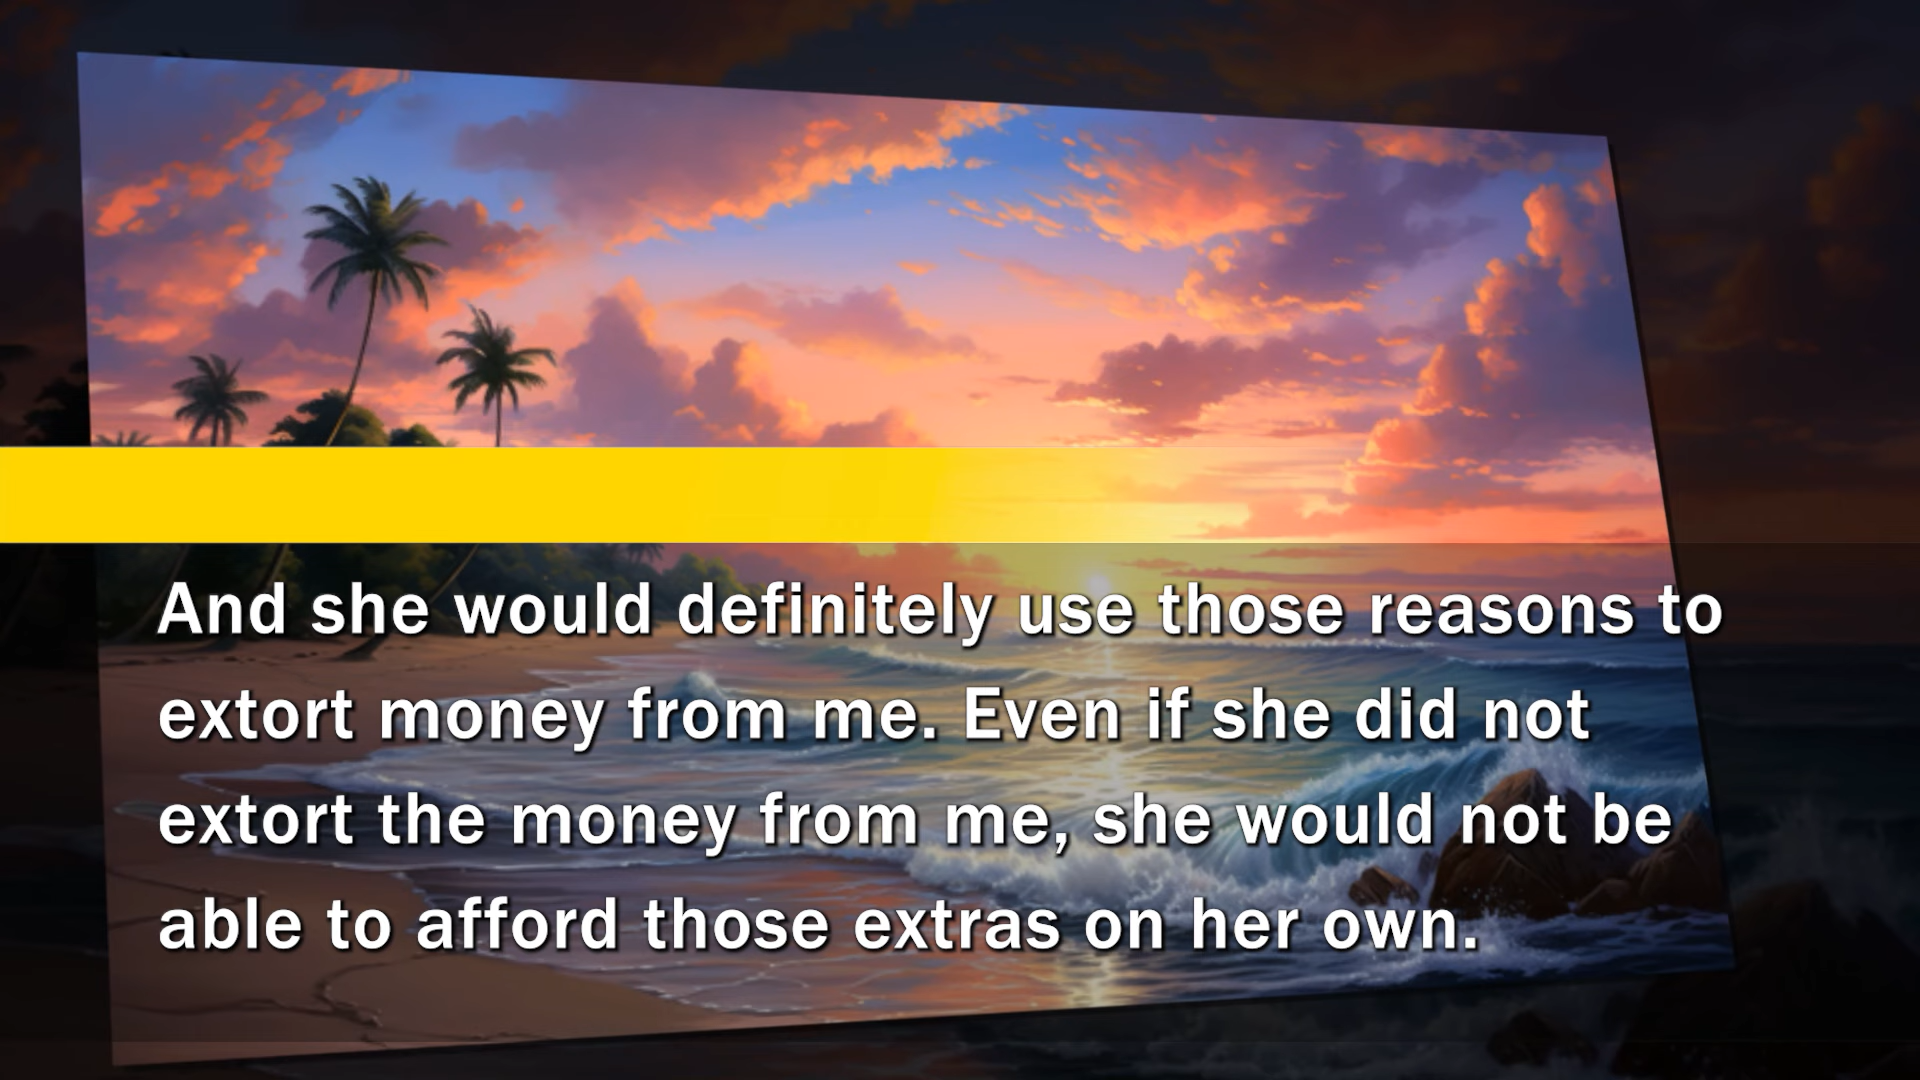 And she would definitely use those reasons to
extort money from me. Even if she did not
extort the money from me, she would not be
able to afford those extras on her own.